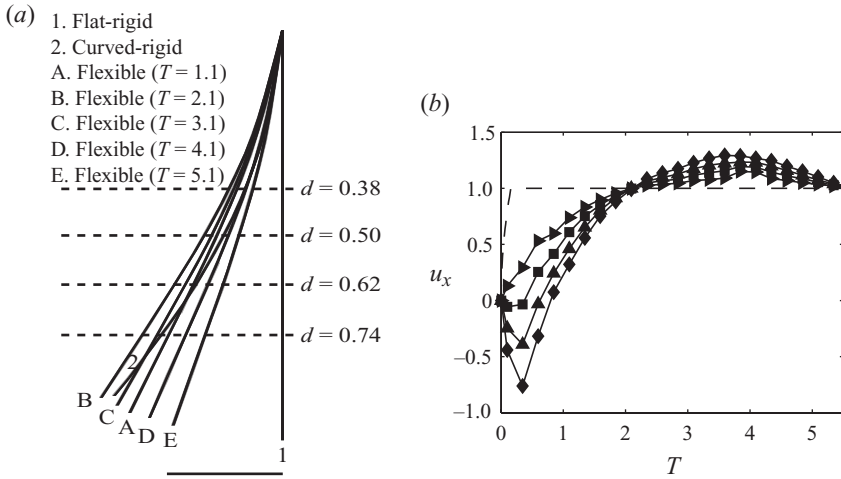 (a)
1. Flat-rigid
2. Curved-rigid
A. Flexible (T = 1.1)
B. Flexible (T = 2.1)
C. Flexible (T = 3.1)
D. Flexible (T = 4.1)
E. Flexible (T = 5.1)
d = 0.38
d = 0.50
d = 0.62
d = 0.74
2
B
C
A
D
E
1
(b)
1.5
1.0
0.5
0
−0.5
−1.0
u_x
0 1 2 3 4 5
T